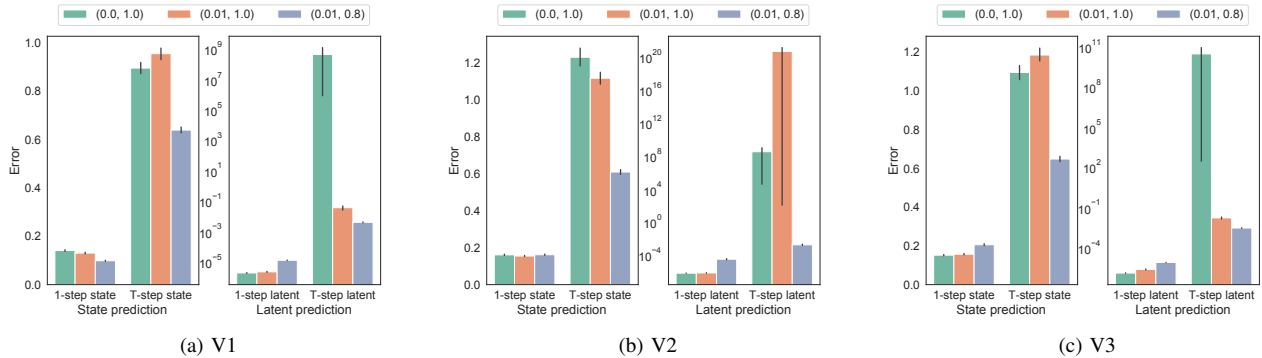 (0.0, 1.0) (0.01, 1.0) (0.01, 0.8)
Error
1.0
0.8
0.6
0.4
0.2
0.0
10^9
10^7
10^5
10^3
10^1
10^−1
10^−3
10^−5
1-step state T-step state
State prediction
1-step latent T-step latent
Latent prediction
(a) V1
(0.0, 1.0) (0.01, 1.0) (0.01, 0.8)
Error
1.2
1.0
0.8
0.6
0.4
0.2
0.0
10^20
10^16
10^12
10^8
10^4
10^0
10^−4
1-step state T-step state
State prediction
1-step latent T-step latent
Latent prediction
(b) V2
(0.0, 1.0) (0.01, 1.0) (0.01, 0.8)
Error
1.2
1.0
0.8
0.6
0.4
0.2
0.0
10^11
10^8
10^5
10^2
10^−1
10^−4
1-step state T-step state
State prediction
1-step latent T-step latent
Latent prediction
(c) V3